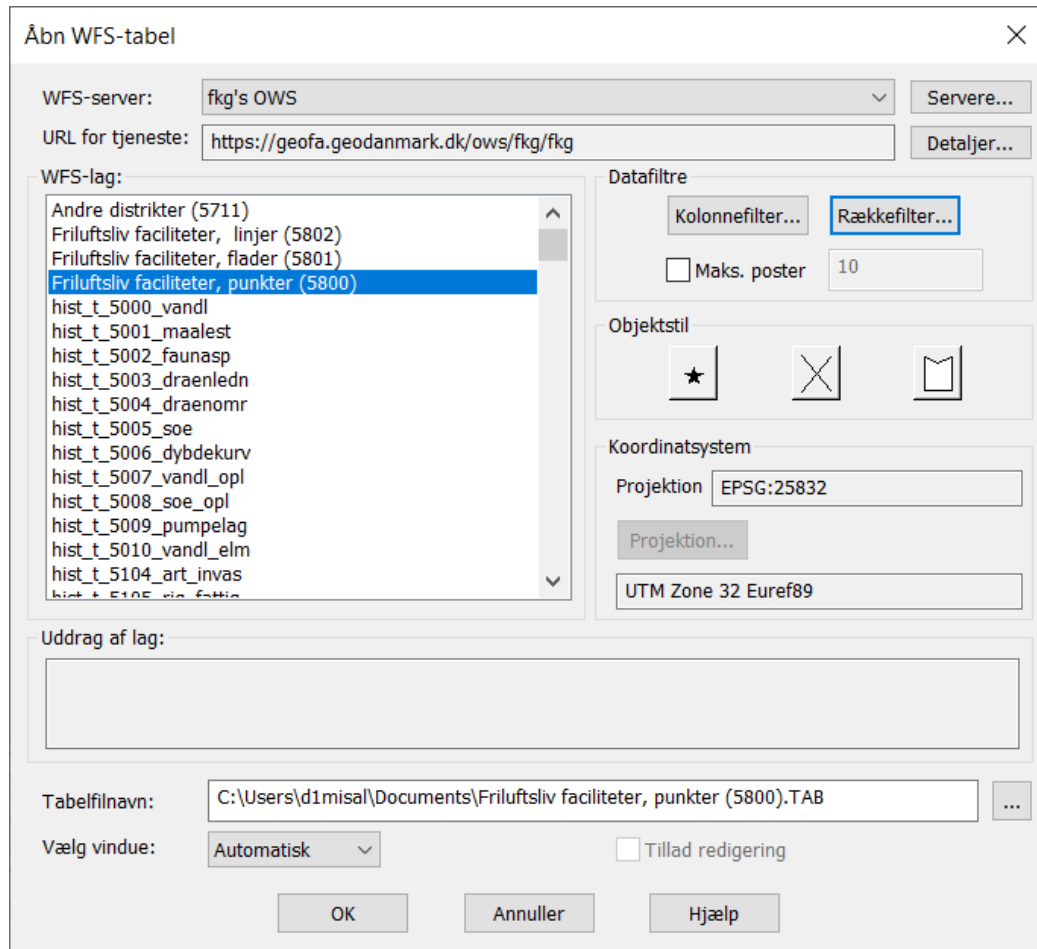 Åbn WFS-tabel
WFS-server:
fkg's OWS
Servere...
URL for tjeneste:
https://geofa.geodanmark.dk/ows/fkg/fkg
Detaljer...
WFS-lag:
Andre distrikter (5711)
Friluftsliv faciliteter,  linjer (5802)
Friluftsliv faciliteter, flader (5801)
Friluftsliv faciliteter, punkter (5800)
hist_t_5000_vandl
hist_t_5001_maalest
hist_t_5002_faunasp
hist_t_5003_draenledn
hist_t_5004_draenomr
hist_t_5005_soe
hist_t_5006_dybdekurv
hist_t_5007_vandl_opl
hist_t_5008_soe_opl
hist_t_5009_pumpelag
hist_t_5010_vandl_elm
hist_t_5104_art_invas
hist_t_5105_rig_fattig
Datafiltre
Kolonnefilter...
Rækkefilter...
Maks. poster
10
Objektstil
Koordinatsystem
Projektion
EPSG:25832
Projektion...
UTM Zone 32 Euref89
Uddrag af lag:
Tabelfilnavn:
C:\Users\d1misal\Documents\Friluftsliv faciliteter, punkter (5800).TAB
...
Vælg vindue:
Automatisk
Tillad redigering
OK
Annuller
Hjælp